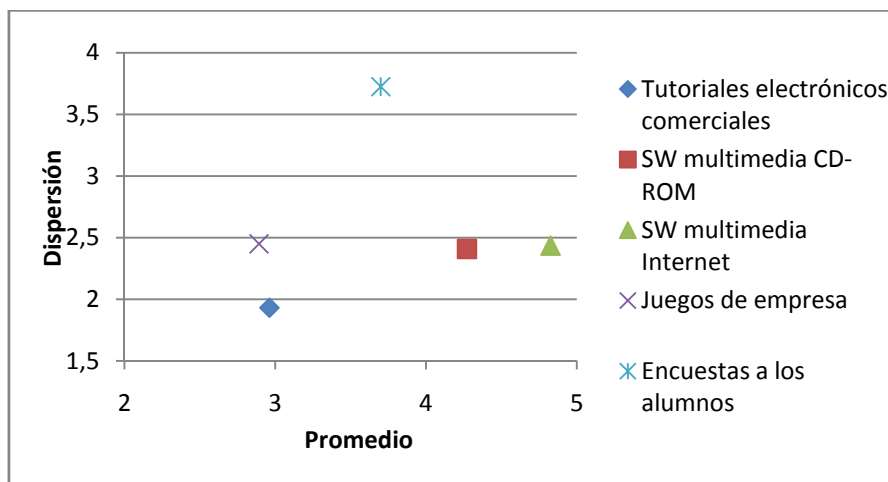 4
3,5
3
2,5
2
1,5
Dispersión
2
3
4
5
Promedio
Tutoriales electrónicos
comerciales
SW multimedia CD-
ROM
SW multimedia
Internet
Juegos de empresa
Encuestas a los
alumnos